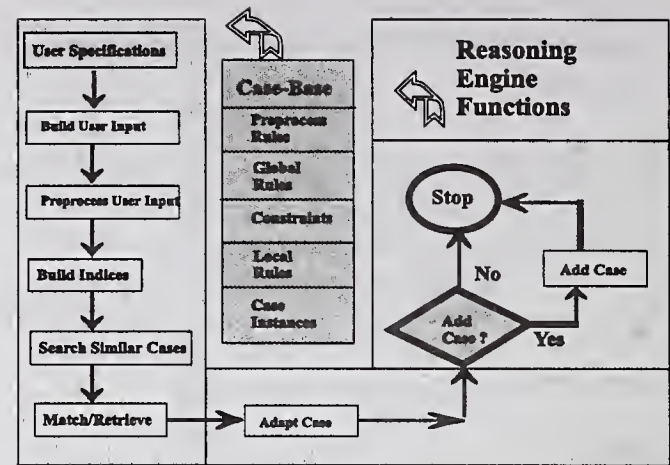 User Specifications
Build User Input
Preprocess User Input
Build Indices
Search Similar Cases
Match/Retrieve
Case-Base
Preprocess
Rules
Global
Rules
Constraints
Local
Rules
Case
Instances
Adapt Case
Reasoning
Engine
Functions
Stop
Add Case
No
Add
Case ?
Yes